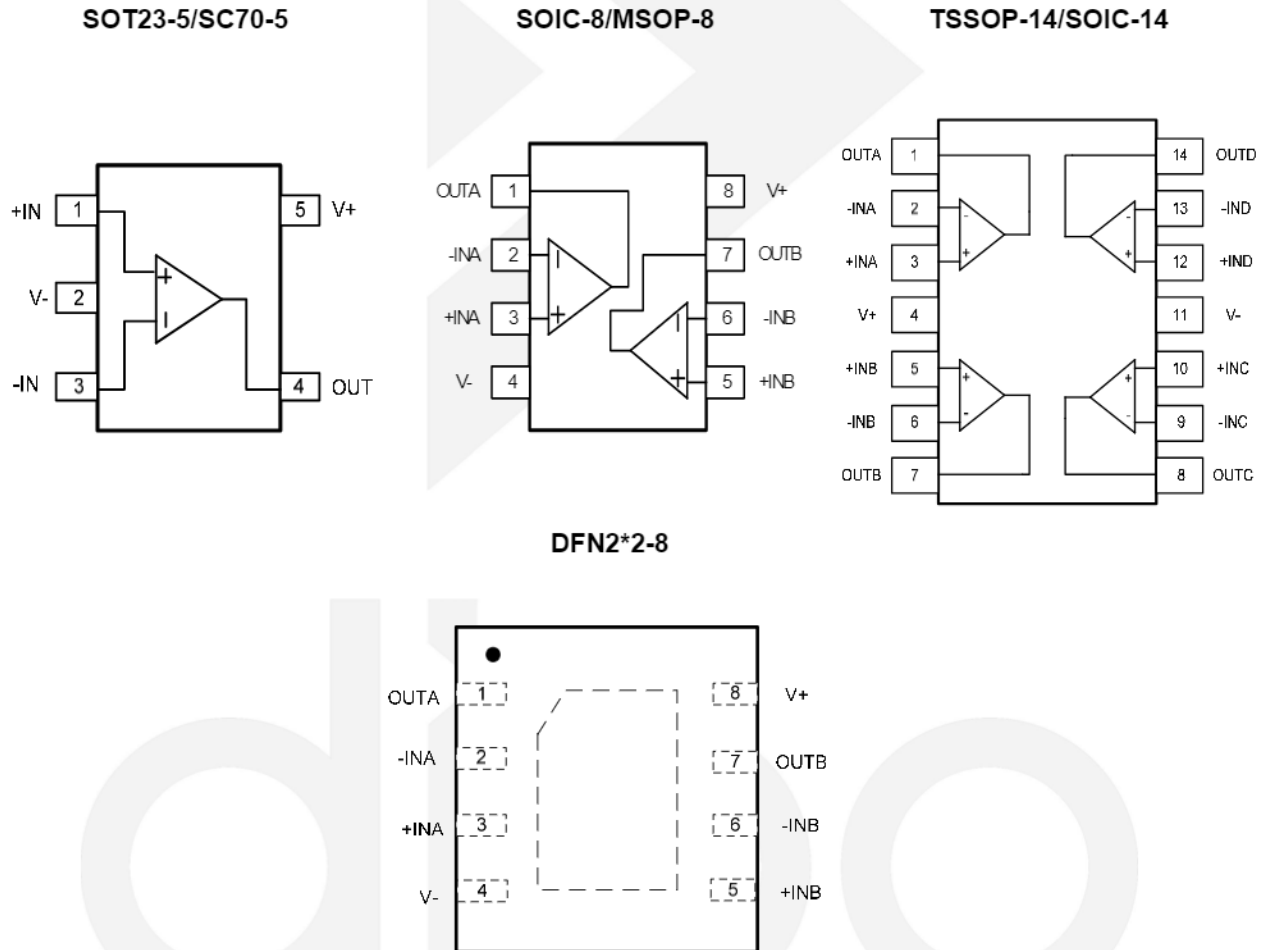 SOT23-5/SC70-5
SOIC-8/MSOP-8
TSSOP-14/SOIC-14
+IN 1
5 V+
V- 2
-IN 3
4 OUT
+
-
OUTA 1
8 V+
-INA 2
7 OUTB
+INA 3
6 -INB
V- 4
5 +INB
-
+
-
+
OUTA 1
14 OUTD
-INA 2
13 -IND
+INA 3
12 +IND
V+ 4
11 V-
+INB 5
10 +INC
-INB 6
9 -INC
OUTB 7
8 OUTC
-
+
-
+
+
-
+
-
DFN2*2-8
OUTA 1
8 V+
-INA 2
7 OUTB
+INA 3
6 -INB
V- 4
5 +INB